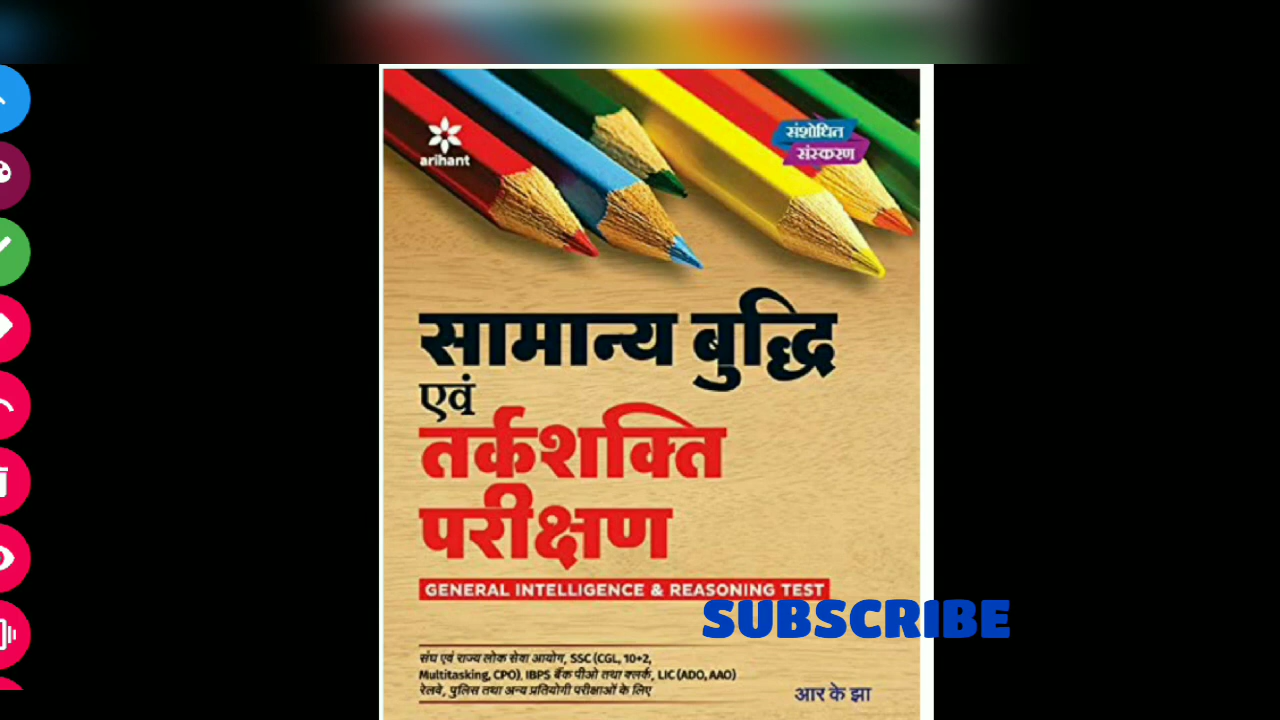 arihant
संशोधित
संस्करण
सामान्य बुद्धि
एवं
तर्कशक्ति
परीक्षण
GENERAL INTELLIGENCE & REASONING TEST
SUBSCRIBE
संघ एवं राज्य लोक सेवा आयोग, SSC (CGL, 10+2,
Multitasking, CPO), IBPS बैंक पीओ तथा क्लर्क, LIC (ADO, AAO)
रेलवे, पुलिस तथा अन्य प्रतियोगी परीक्षाओं के लिए
आर के झा